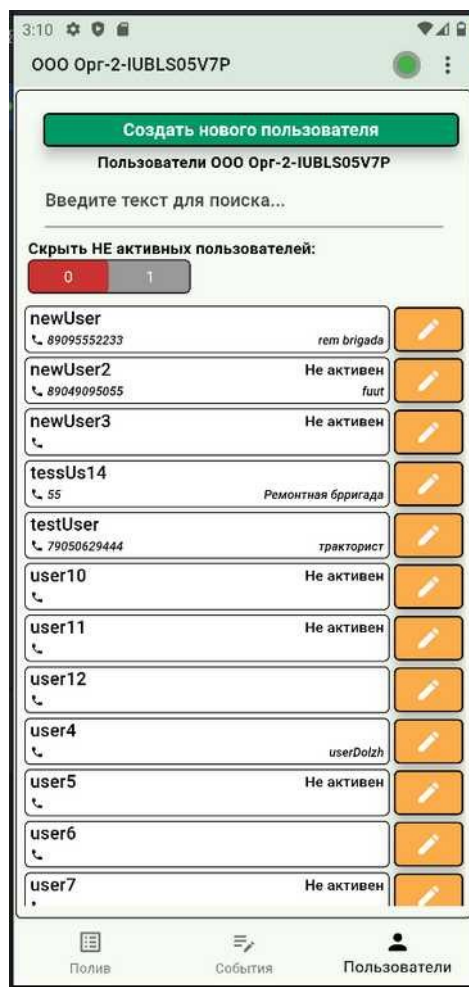 3:10
ООО Орг-2-IUBLS05V7P
Создать нового пользователя
Пользователи ООО Орг-2-IUBLS05V7P
Введите текст для поиска...
Скрыть НЕ активных пользователей:
0 1
newUser
89095552233 rem brigada
newUser2 Не активен
89049095055 fuut
newUser3 Не активен
tessUs14
55 Ремонтная брригада
testUser
79050629444 тракторист
user10 Не активен
user11 Не активен
user12
user4
userDolzh
user5 Не активен
user6
user7 Не активен
Полив События Пользователи